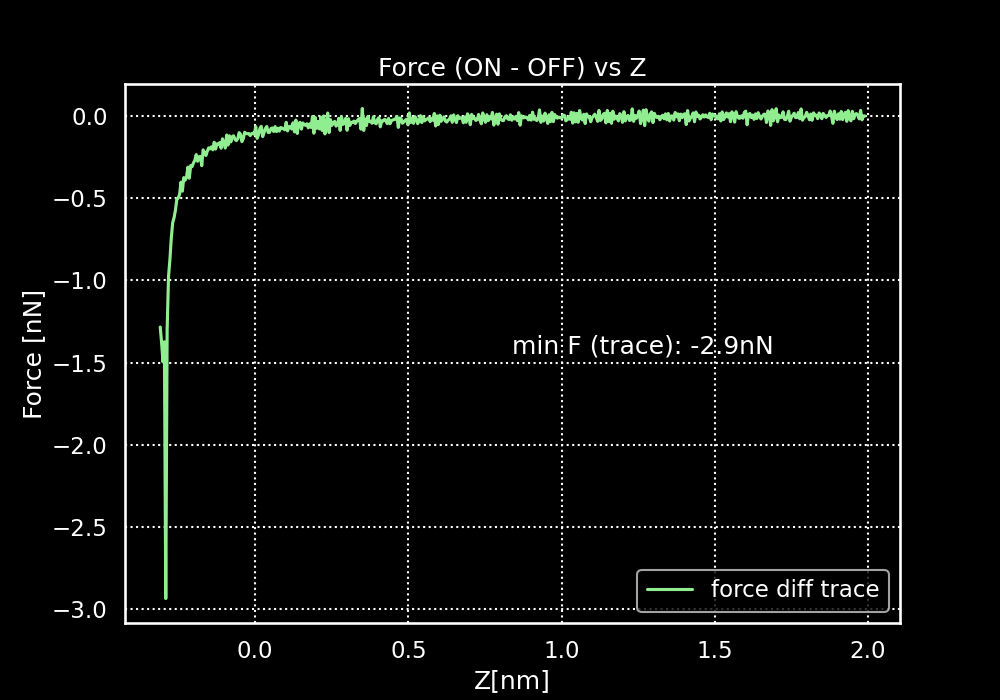 Force (ON - OFF) vs Z
0.0
−0.5
−1.0
−1.5
−2.0
−2.5
−3.0
Force [nN]
min F (trace): -2.9nN
force diff trace
0.0 0.5 1.0 1.5 2.0
Z[nm]